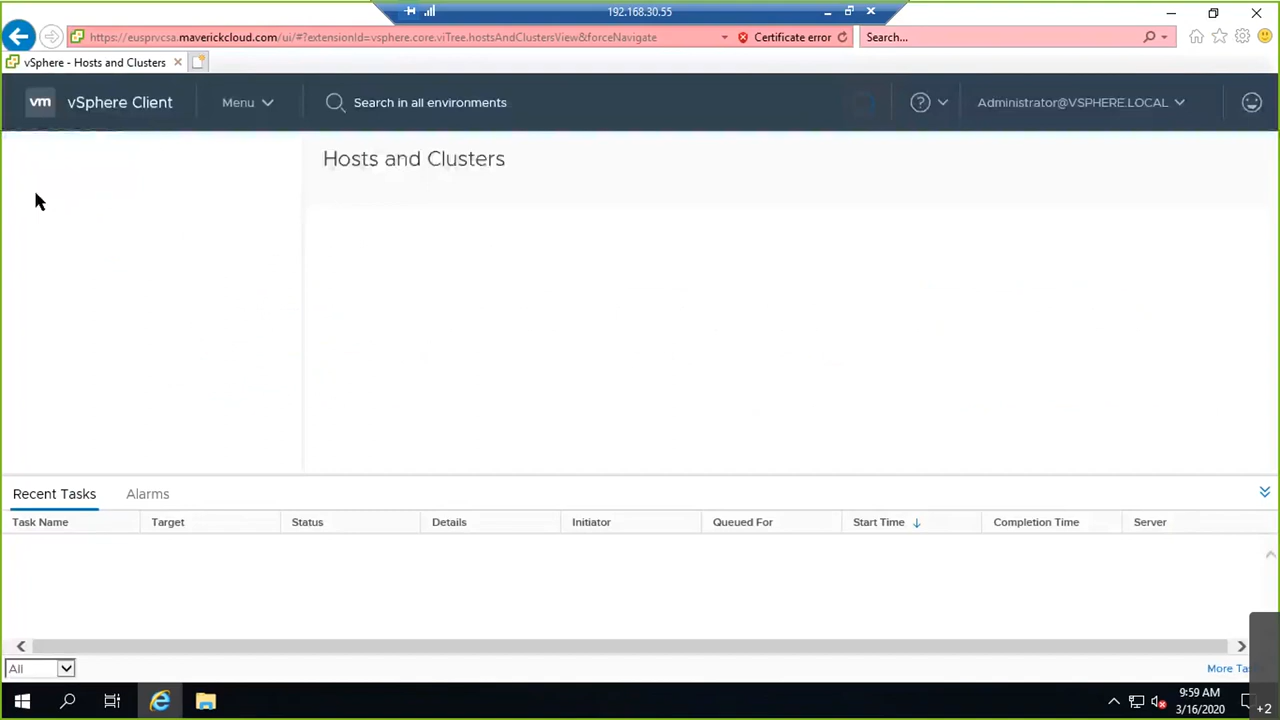 192.168.30.55
https://eusprvcsa.maverickcloud.com/ui/#?extensionId=vsphere.core.viTree.hostsAndClustersView&forceNavigate
Certificate error
Search...
vSphere - Hosts and Clusters
vm vSphere Client
Menu
Search in all environments
Administrator@VSPHERE.LOCAL
Hosts and Clusters
Recent Tasks
Alarms
Task Name
Target
Status
Details
Initiator
Queued For
Start Time
Completion Time
Server
All
More
9:59 AM
3/16/2020
+2